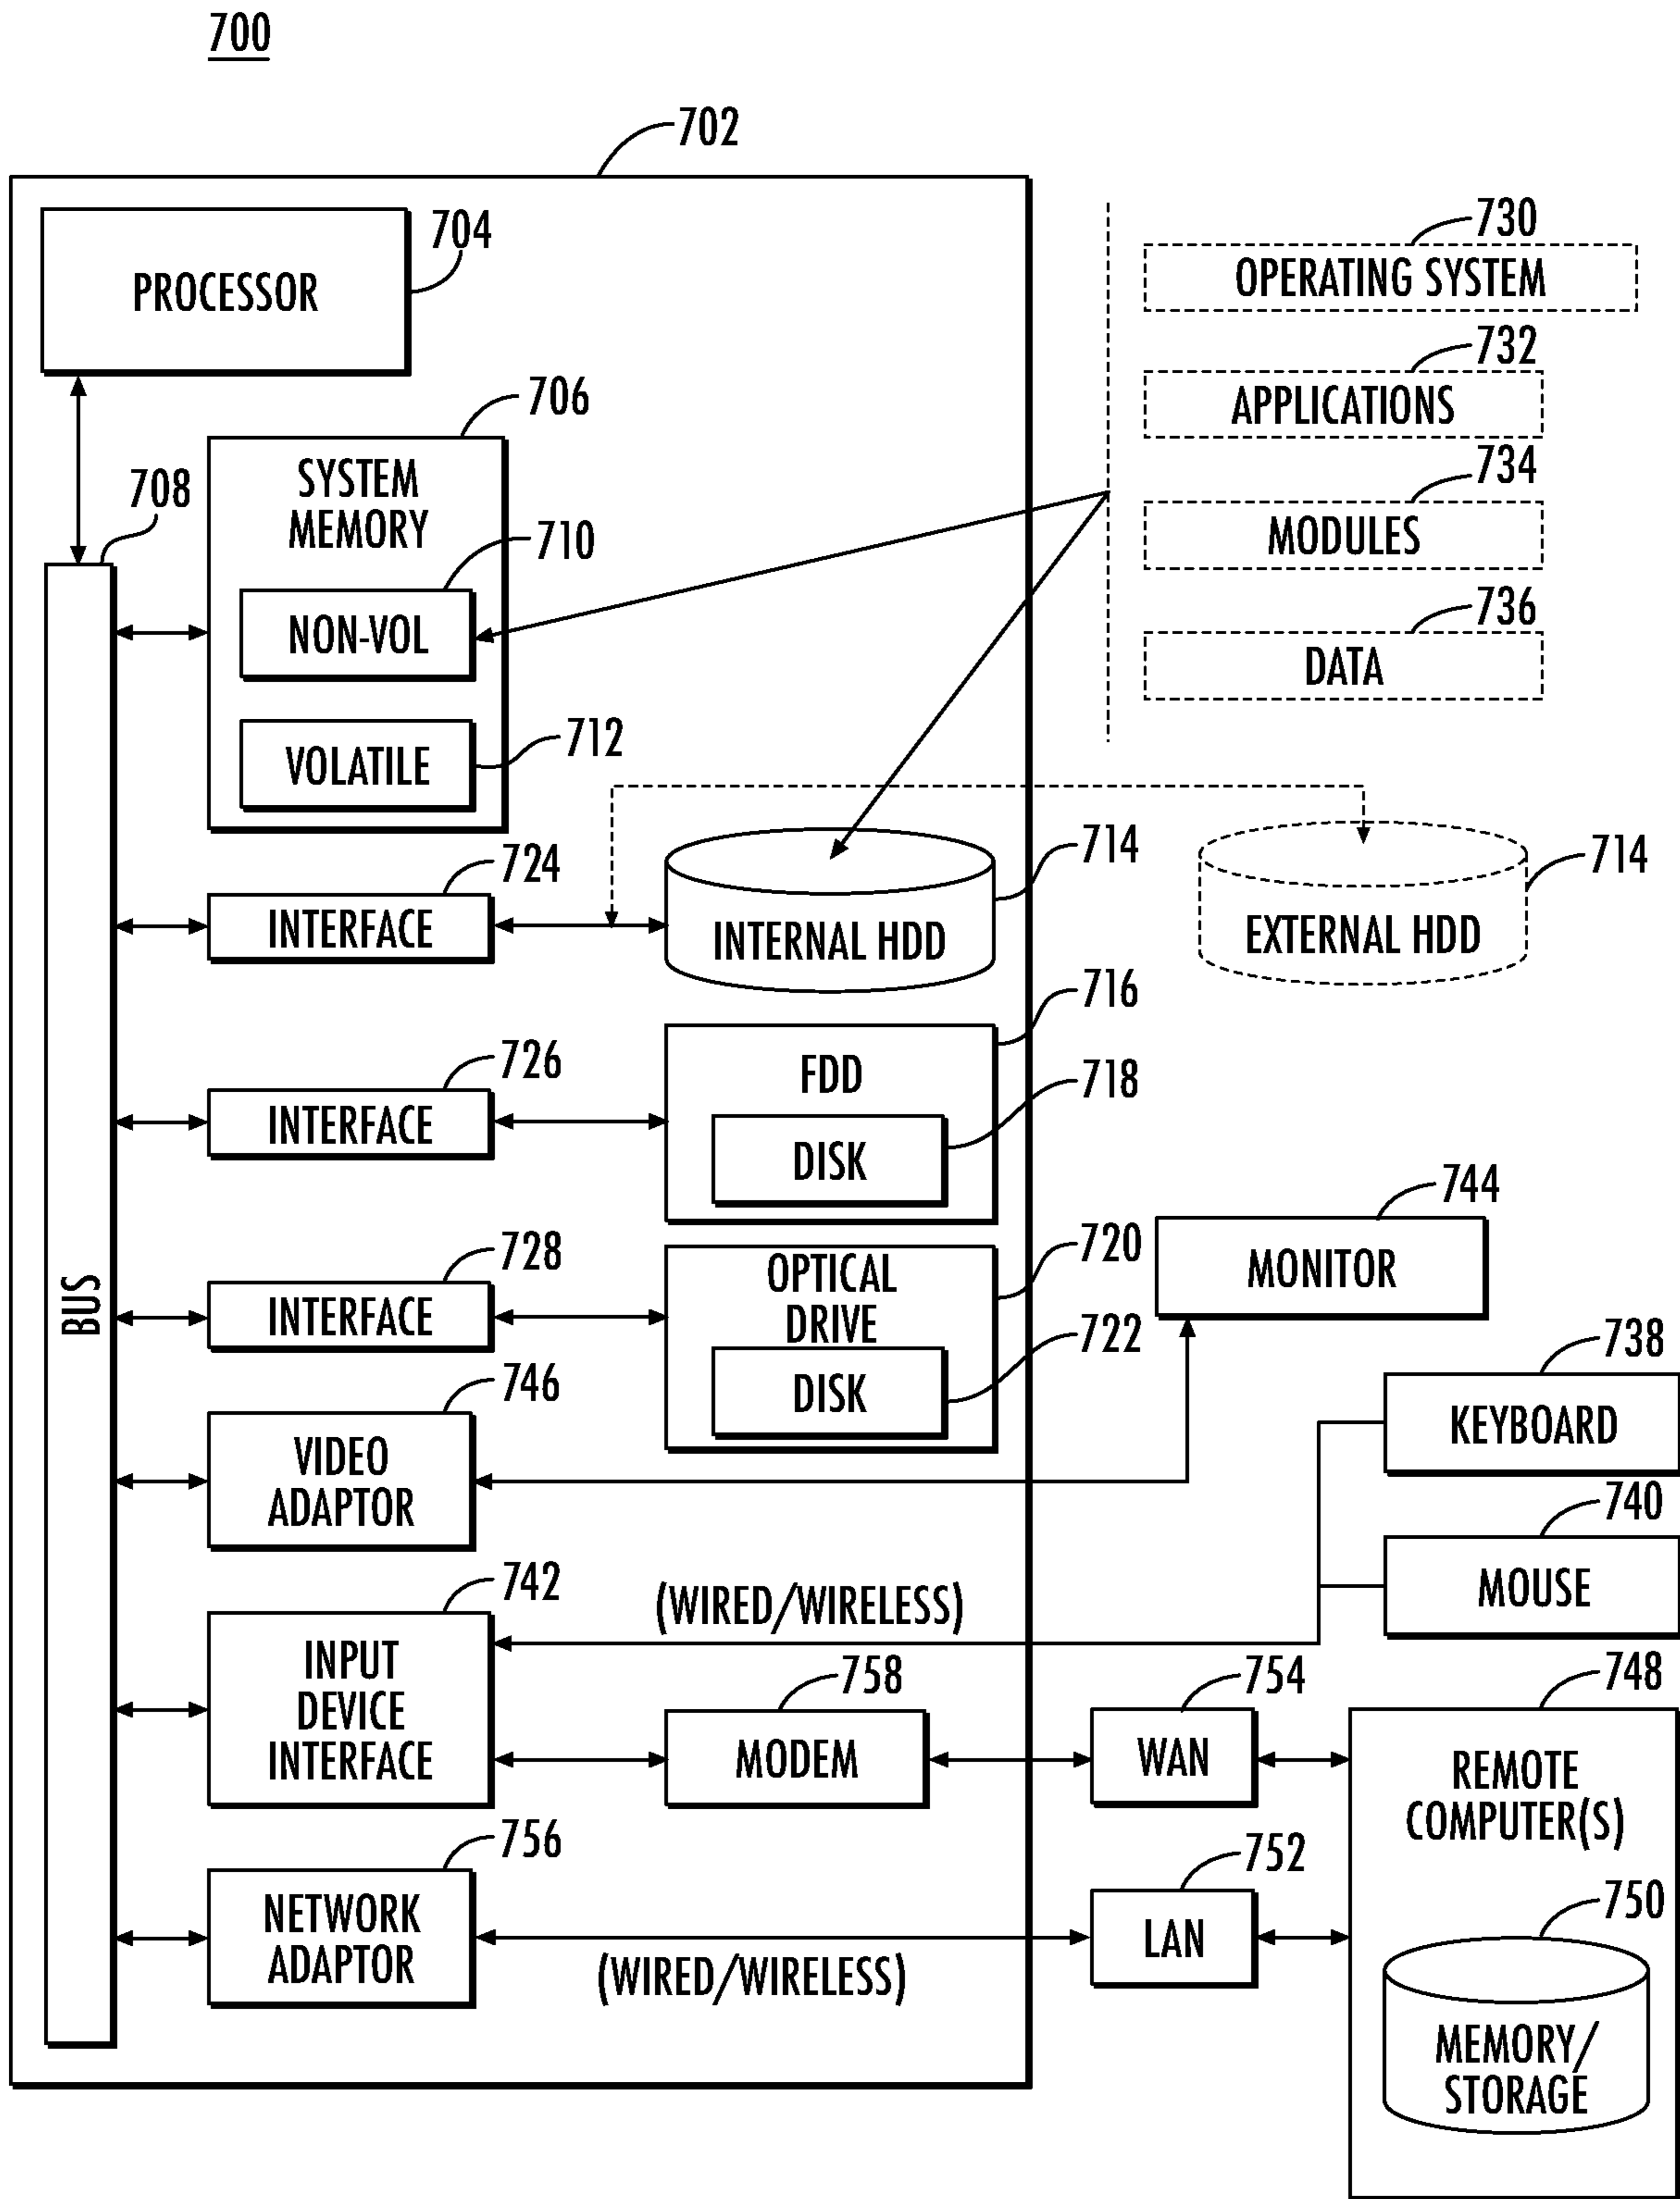 700
702
PROCESSOR
704
730
OPERATING SYSTEM
732
APPLICATIONS
734
MODULES
736
DATA
706
SYSTEM
MEMORY
708
710
NON-VOL
712
VOLATILE
BUS
724
INTERFACE
714
INTERNAL HDD
714
EXTERNAL HDD
716
FDD
718
DISK
726
INTERFACE
720
OPTICAL
DRIVE
722
DISK
728
INTERFACE
744
MONITOR
738
KEYBOARD
746
VIDEO
ADAPTOR
740
MOUSE
742
INPUT
DEVICE
INTERFACE
(WIRED/WIRELESS)
758
MODEM
754
WAN
748
REMOTE
COMPUTER(S)
756
NETWORK
ADAPTOR
(WIRED/WIRELESS)
752
LAN
750
MEMORY/
STORAGE